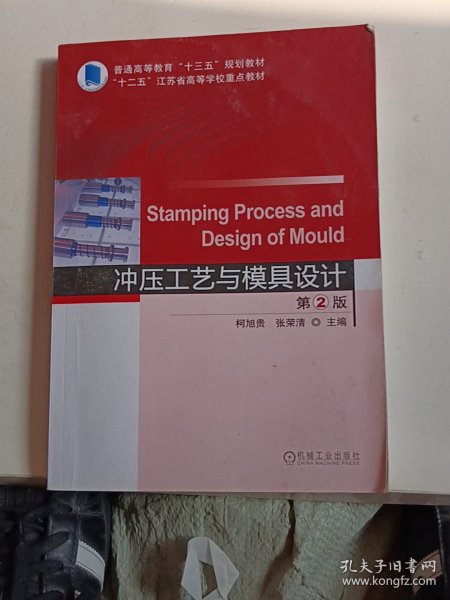 普通高等教育“十三五”规划教材
“十二五”江苏省高等学校重点教材
Stamping Process and
Design of Mould
冲压工艺与模具设计
第2版
柯旭贵 张荣清◎主编
机械工业出版社
CHINA MACHINE PRESS
孔夫子旧书网
www.kongfz.com